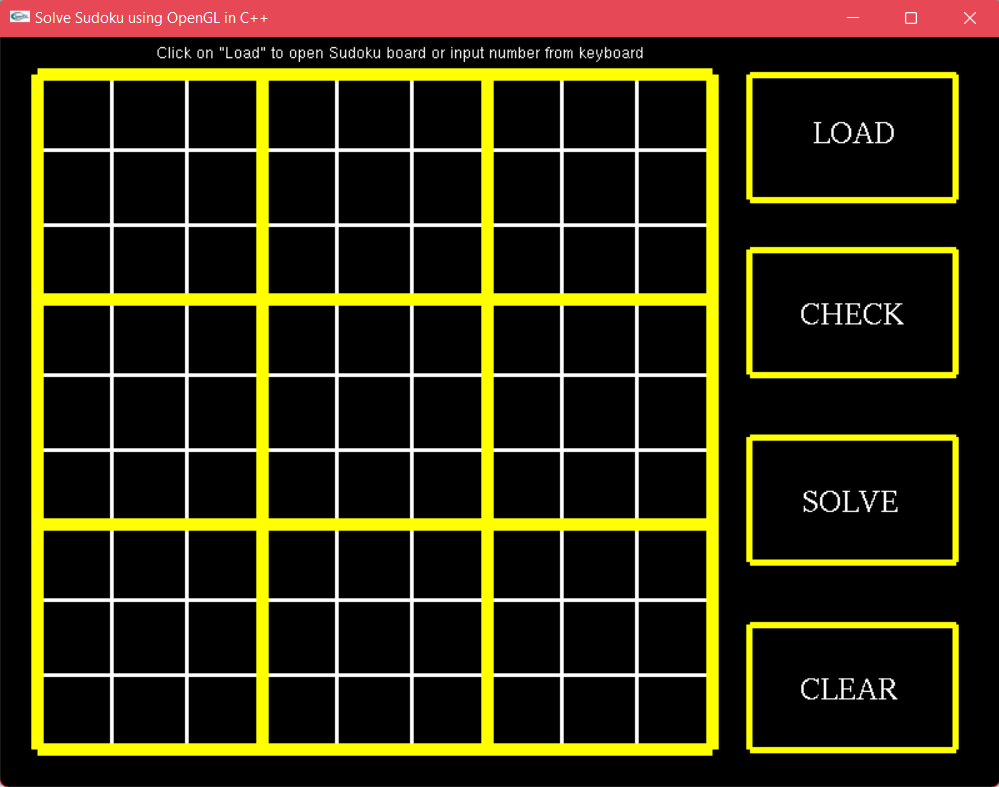 Solve Sudoku using OpenGL in C++
Click on "Load" to open Sudoku board or input number from keyboard
LOAD
CHECK
SOLVE
CLEAR